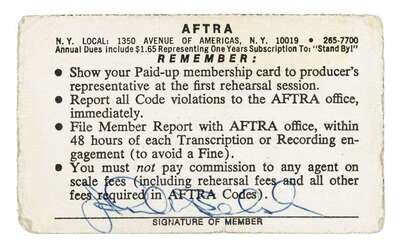 AFTRA
N. Y. LOCAL: 1350 AVENUE OF AMERICAS, N. Y. 10019 • 265-7700
Annual Dues include $1.65 Representing One Years Subscription To: "Stand By!"
REMEMBER:
● Show your Paid-up membership card to producer's
representative at the first rehearsal session.
● Report all Code violations to the AFTRA office,
immediately.
● File Member Report with AFTRA office, within
48 hours of each Transcription or Recording en-
gagement (to avoid a Fine).
● You must not pay commission to any agent on
scale fees (including rehearsal fees and all other
fees required in AFTRA Codes).
SIGNATURE OF MEMBER